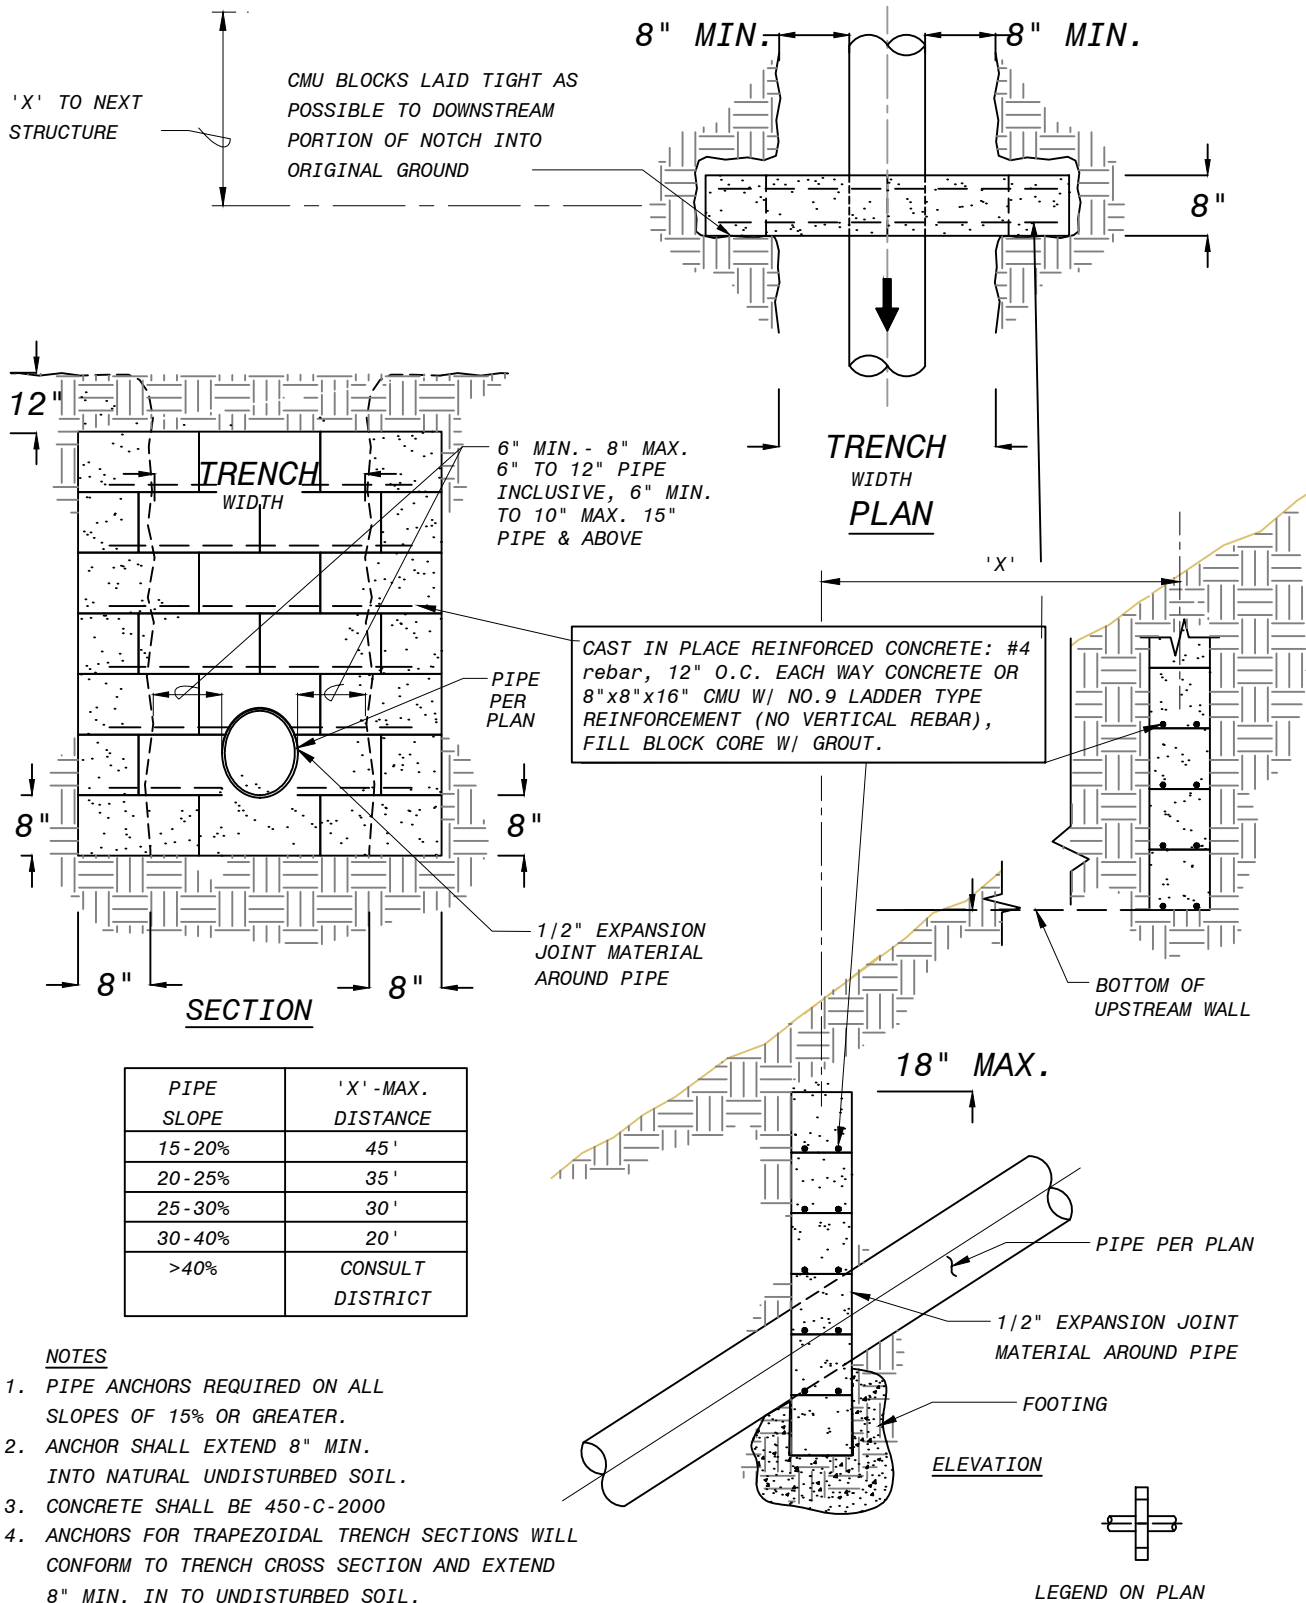 8" MIN.
8" MIN.
'X' TO NEXT
STRUCTURE
CMU BLOCKS LAID TIGHT AS
POSSIBLE TO DOWNSTREAM
PORTION OF NOTCH INTO
ORIGINAL GROUND
8"
TRENCH
WIDTH
PLAN
12"
TRENCH
WIDTH
6" MIN.- 8" MAX.
6" TO 12" PIPE
INCLUSIVE, 6" MIN.
TO 10" MAX. 15"
PIPE & ABOVE
'X'
CAST IN PLACE REINFORCED CONCRETE: #4
rebar, 12" O.C. EACH WAY CONCRETE OR
8"x8"x16" CMU W/ NO.9 LADDER TYPE
REINFORCEMENT (NO VERTICAL REBAR),
FILL BLOCK CORE W/ GROUT.
PIPE
PER
PLAN
8"
8"
1/2" EXPANSION
JOINT MATERIAL
AROUND PIPE
8"
8"
SECTION
BOTTOM OF
UPSTREAM WALL
18" MAX.
PIPE
SLOPE
'X'-MAX.
DISTANCE
15-20%
45'
20-25%
35'
25-30%
30'
30-40%
20'
>40%
CONSULT
DISTRICT
PIPE PER PLAN
1/2" EXPANSION JOINT
MATERIAL AROUND PIPE
FOOTING
ELEVATION
NOTES
1. PIPE ANCHORS REQUIRED ON ALL
SLOPES OF 15% OR GREATER.
2. ANCHOR SHALL EXTEND 8" MIN.
INTO NATURAL UNDISTURBED SOIL.
3. CONCRETE SHALL BE 450-C-2000
4. ANCHORS FOR TRAPEZOIDAL TRENCH SECTIONS WILL
CONFORM TO TRENCH CROSS SECTION AND EXTEND
8" MIN. IN TO UNDISTURBED SOIL.
LEGEND ON PLAN